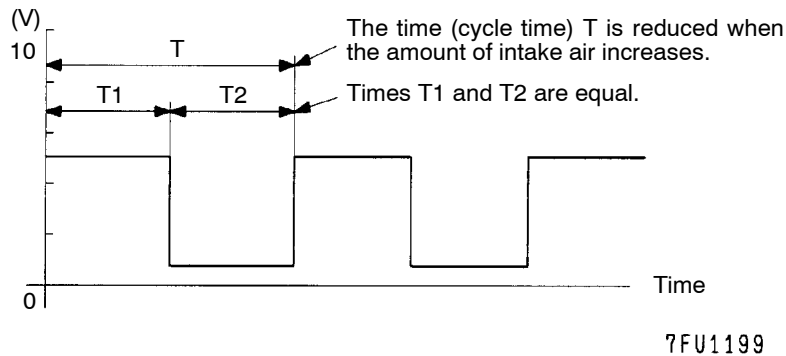 (V)
10
T
The time (cycle time) T is reduced when
the amount of intake air increases.
T1
T2
Times T1 and T2 are equal.
Time
0
7FU1199